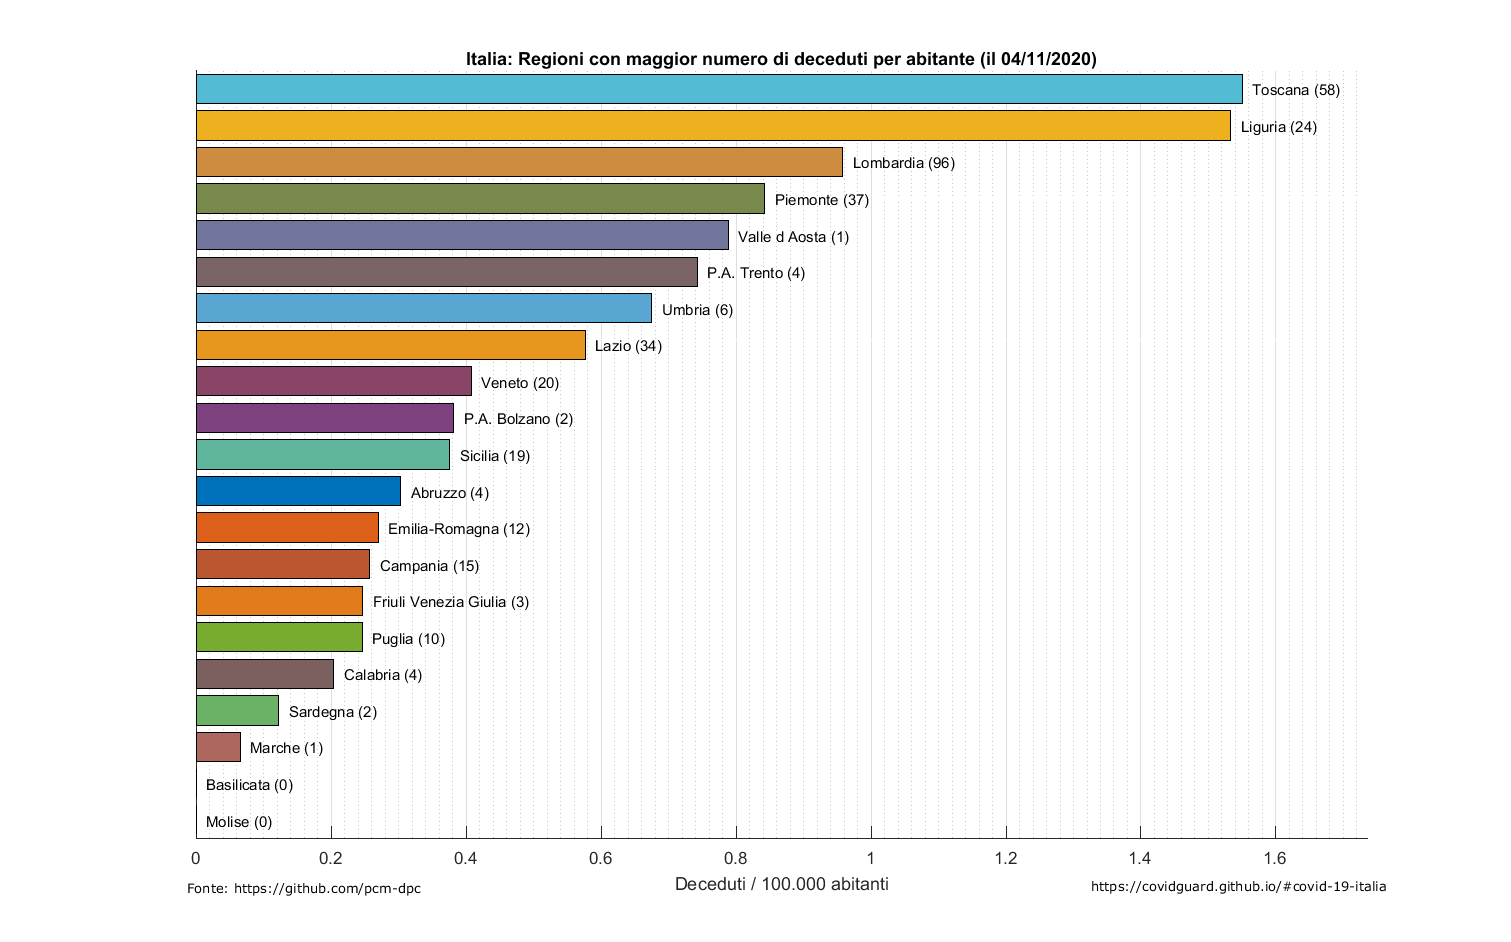 Italia: Regioni con maggior numero di deceduti per abitante (il 04/11/2020)
Toscana (58)
Liguria (24)
Lombardia (96)
Piemonte (37)
Valle d Aosta (1)
P.A. Trento (4)
Umbria (6)
Lazio (34)
Veneto (20)
P.A. Bolzano (2)
Sicilia (19)
Abruzzo (4)
Emilia-Romagna (12)
Campania (15)
Friuli Venezia Giulia (3)
Puglia (10)
Calabria (4)
Sardegna (2)
Marche (1)
Basilicata (0)
Molise (0)
0 0.2 0.4 0.6 0.8 1 1.2 1.4 1.6
Deceduti / 100.000 abitanti
Fonte: https://github.com/pcm-dpc
https://covidguard.github.io/#covid-19-italia